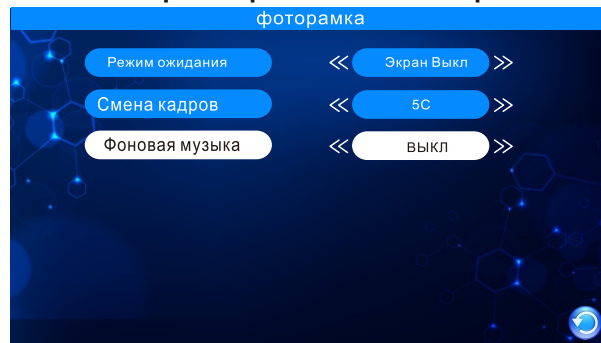 фоторамка
Режим ожидания
Экран Выкл
Смена кадров
5С
Фоновая музыка
ВЫКЛ